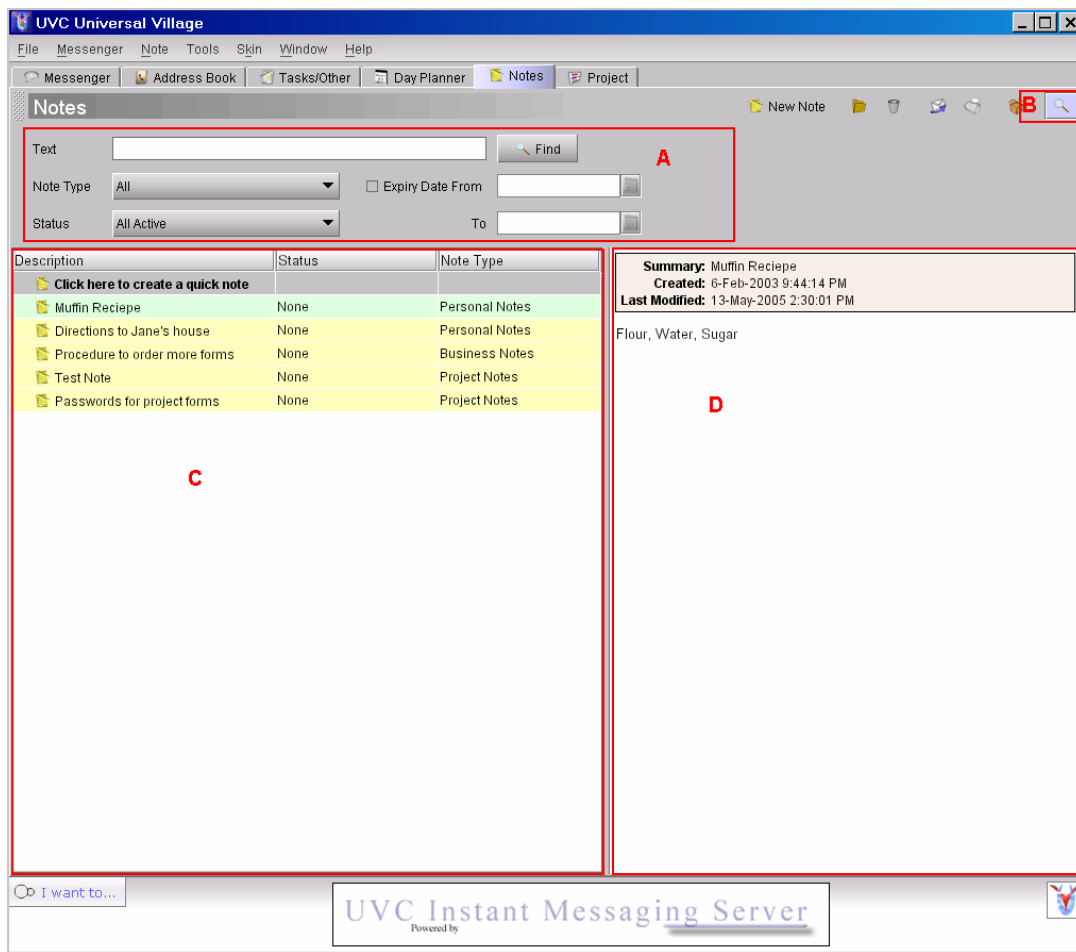 UVC Universal Village
File Messenger Note Tools Skin Window Help
Messenger Address Book Tasks/Other Day Planner Notes Project
Notes New Note B
Text Find A
Note Type All Expiry Date From
Status All Active To
Description Status Note Type
Click here to create a quick note
Muffin Reciepe None Personal Notes
Directions to Jane's house None Personal Notes
Procedure to order more forms None Business Notes
Test Note None Project Notes
Passwords for project forms None Project Notes
C
Summary: Muffin Reciepe
Created: 6-Feb-2003 9:44:14 PM
Last Modified: 13-May-2005 2:30:01 PM
Flour, Water, Sugar
D
I want to...
UVC Instant Messaging Server
Powered by